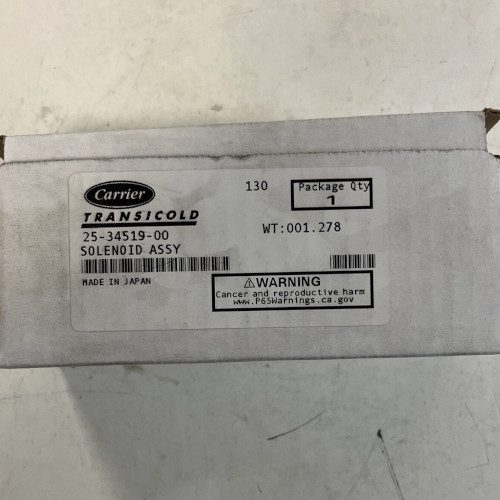 Carrier
TRANSICOLD
130
Package Qty
1
25-34519-00
WT:001.278
SOLENOID ASSY
MADE IN JAPAN
⚠WARNING
Cancer and reproductive harm
www.P65Warnings.ca.gov